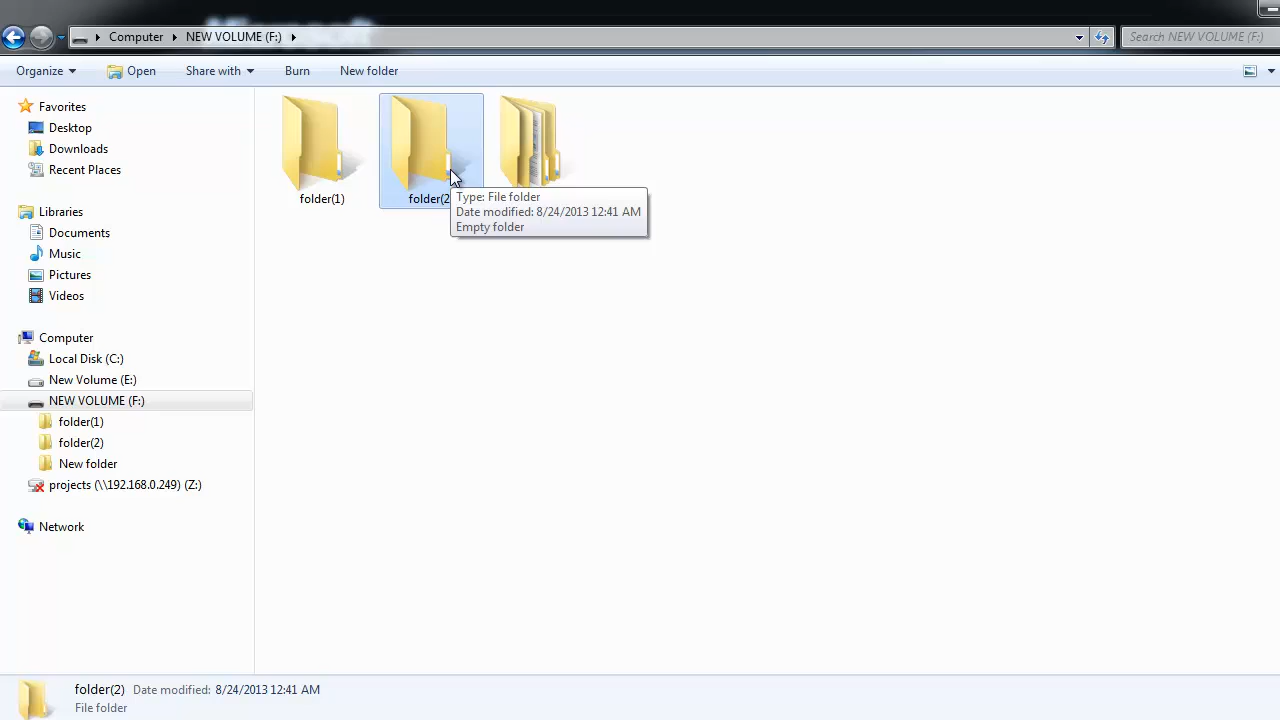 Microsoft
Computer NEW VOLUME (F:) Search NEW VOLUME (F:)
Organize Open Share with Burn New folder
Favorites
Desktop
Downloads
Recent Places
Libraries
Documents
Music
Pictures
Videos
Computer
Local Disk (C:)
New Volume (E:)
NEW VOLUME (F:)
folder(1)
folder(2)
New folder
projects (\\192.168.0.249) (Z:)
Network
folder(1)
folder(2
Type: File folder
Date modified: 8/24/2013 12:41 AM
Empty folder
folder(2) Date modified: 8/24/2013 12:41 AM
File folder